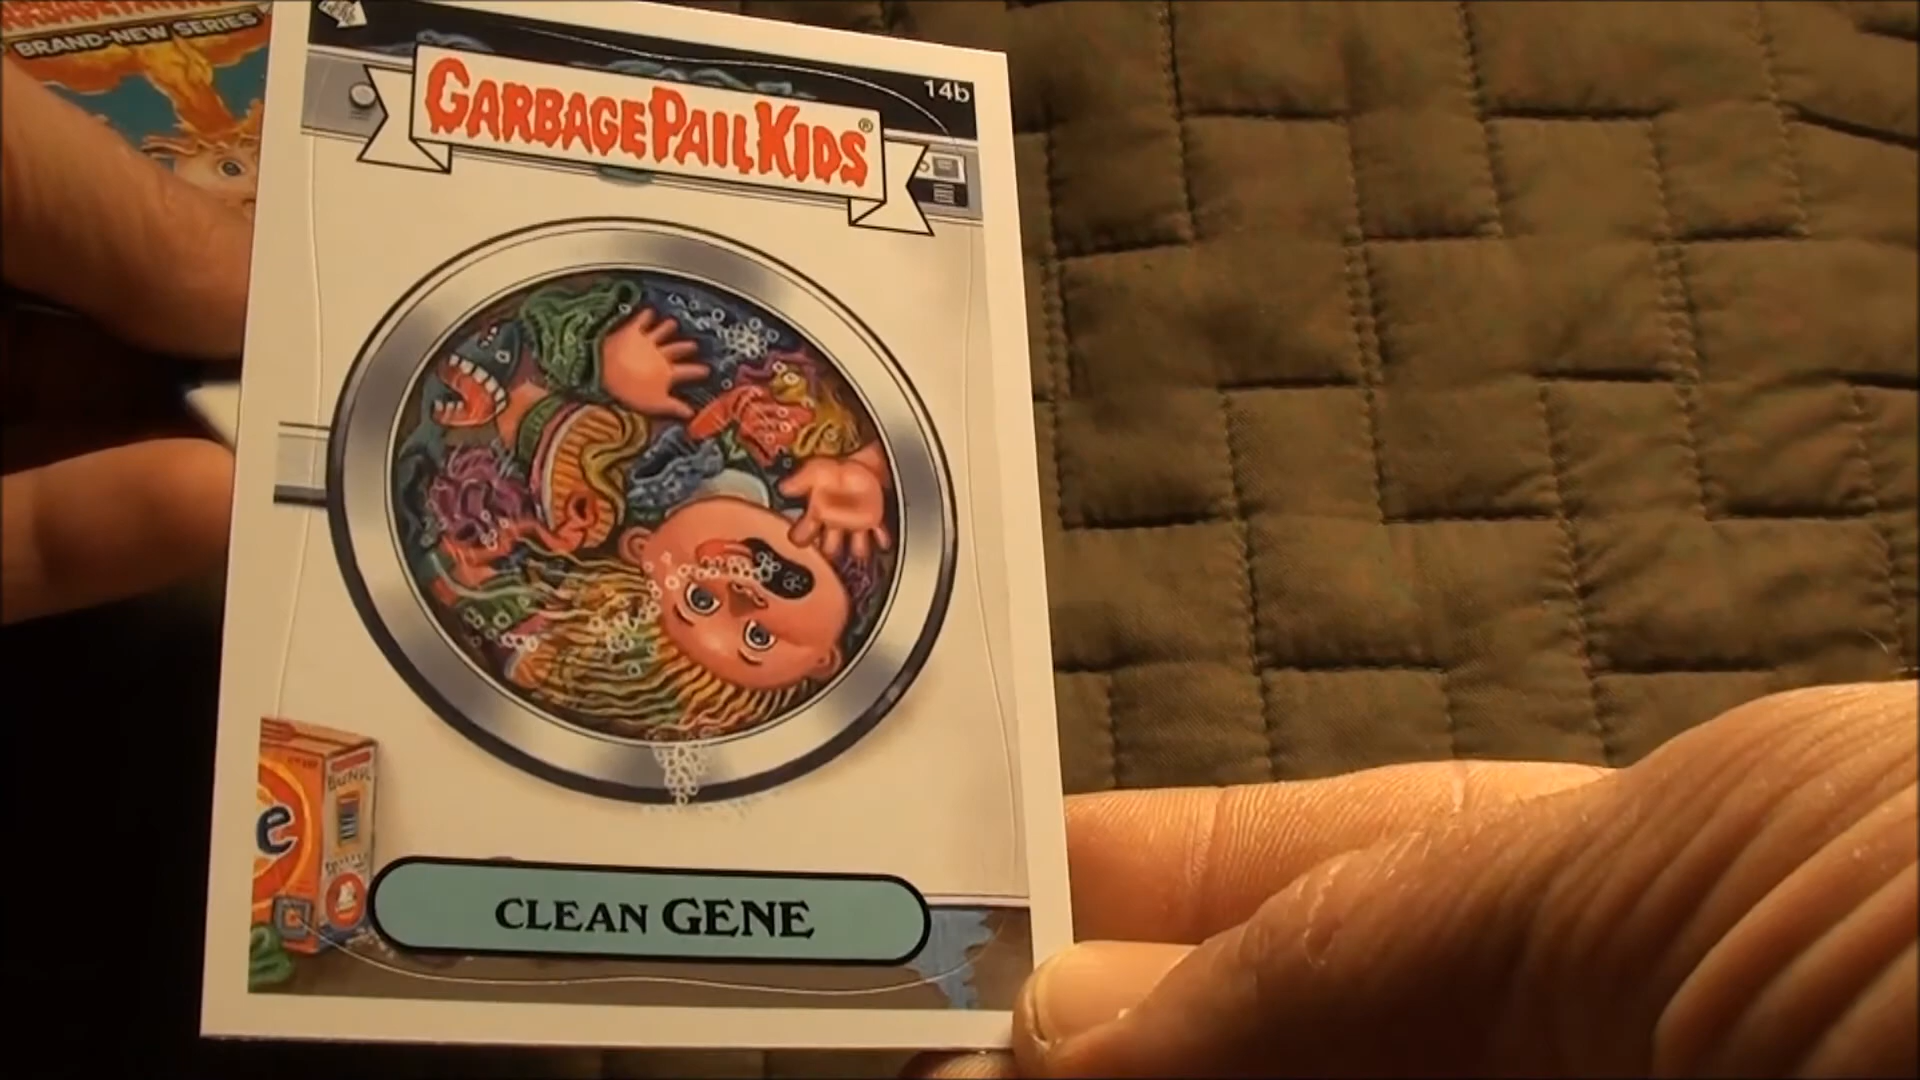 BRAND-NEW SERIES
14b
GARBAGE PAIL KIDS®
e
CLEAN GENE